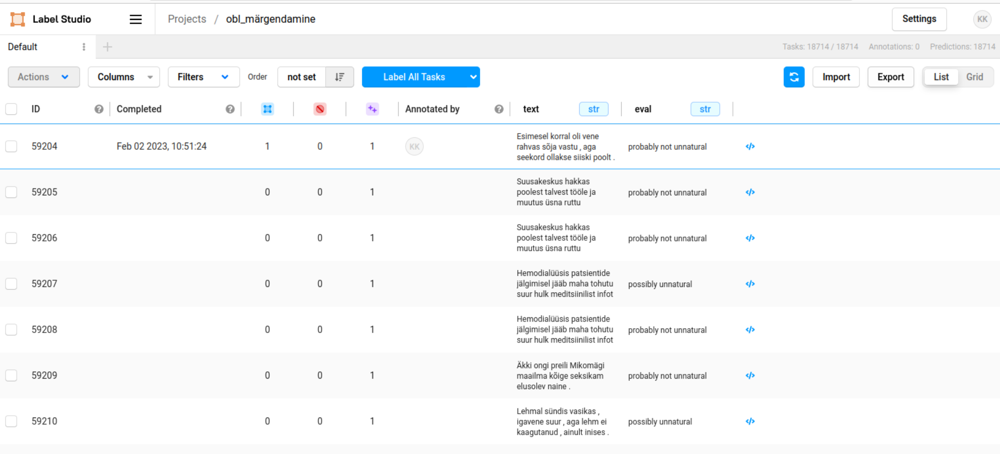 Label Studio
Projects / obl_märgendamine
Settings
KK
Default
Tasks: 18714 / 18714 Annotations: 0 Predictions: 18714
Actions Columns Filters Order not set Label All Tasks Import Export List Grid
ID Completed Annotated by text str eval str
59204 Feb 02 2023, 10:51:24 1 0 1 KK
Esimesel korral oli vene
rahvas sõja vastu , aga
seekord ollakse siiski poolt .
probably not unnatural
59205 0 0 1
Suusakeskus hakkas
poolest talvest tööle ja
muutus üsna ruttu
probably not unnatural
59206 0 0 1
Suusakeskus hakkas
poolest talvest tööle ja
muutus üsna ruttu
probably not unnatural
59207 0 0 1
Hemodialüüsis patsientide
jälgimisel jääb maha tohutu
suur hulk meditsiinilist infot
possibly unnatural
59208 0 0 1
Hemodialüüsis patsientide
jälgimisel jääb maha tohutu
suur hulk meditsiinilist infot
probably not unnatural
59209 0 0 1
Äkki ongi preili Mikomägi
maailma kõige seksikam
elusolev naine .
probably not unnatural
59210 0 0 1
Lehmal sündis vasikas ,
igavene suur , aga lehm ei
kaagutanud , ainult inises .
possibly unnatural